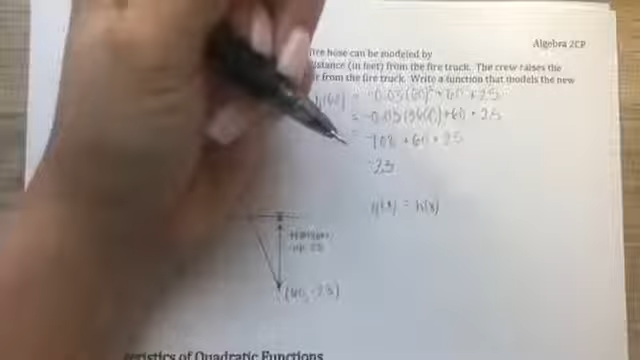 Algebra 2CP
fire hose can be modeled by
distance (in feet) from the fire truck. The crew raises the
from the fire truck. Write a function that models the new
h(60) = -0.03(60)² + 60 + 25
= -0.03(3600) + 60 + 25
= -108 + 60 + 25
-23
= h(x)
(60, -23)
teristics of Quadratic Functions